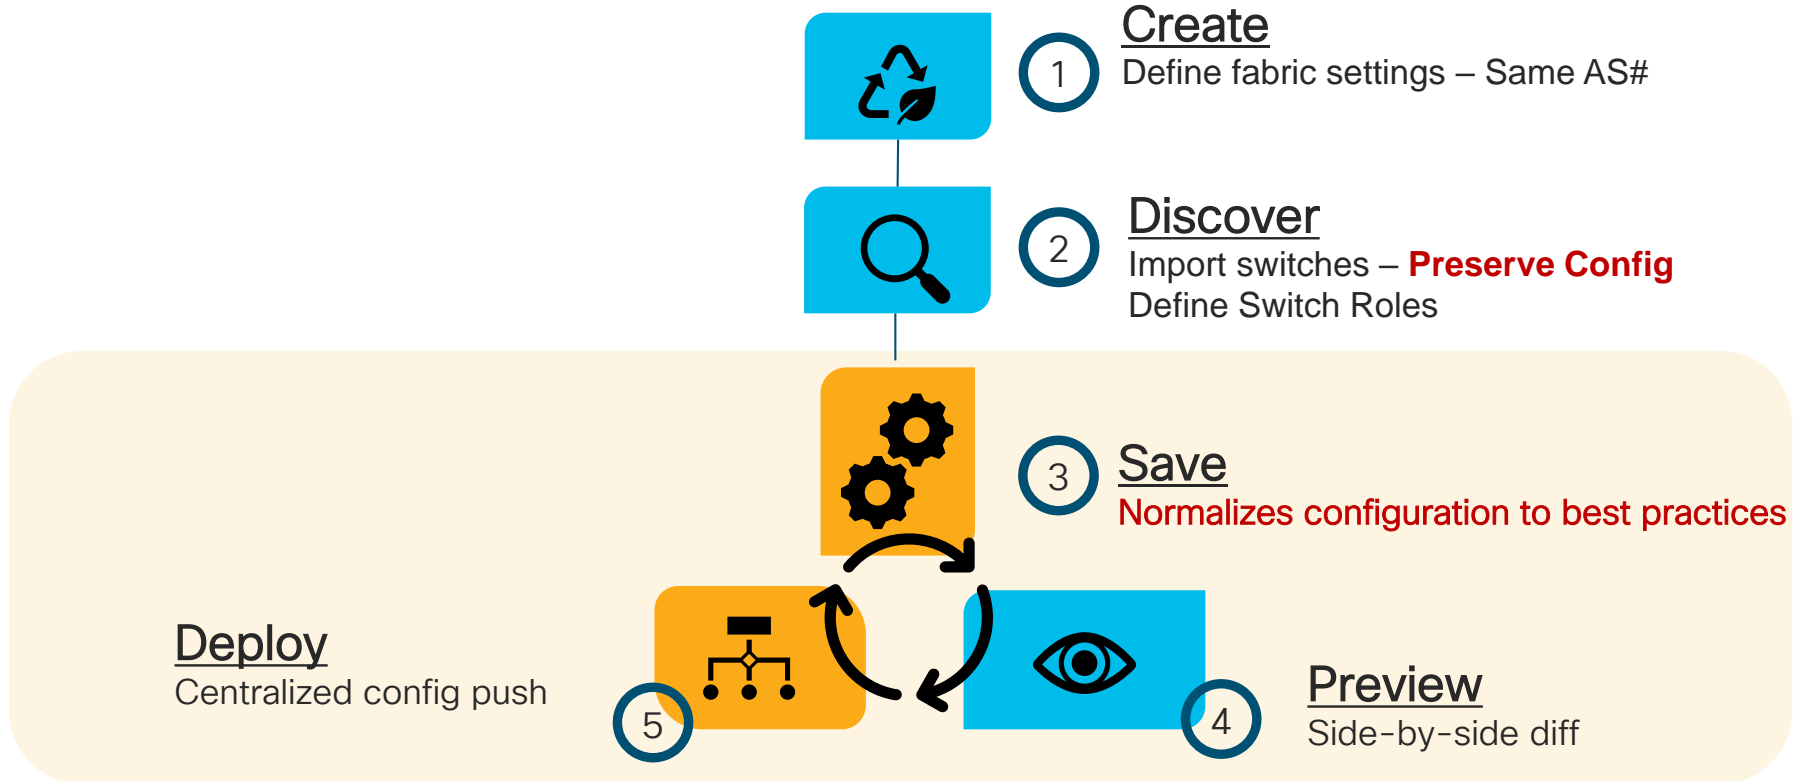 1
Create
Define fabric settings – Same AS#
2
Discover
Import switches – Preserve Config
Define Switch Roles
3
Save
Normalizes configuration to best practices
4
Preview
Side-by-side diff
5
Deploy
Centralized config push